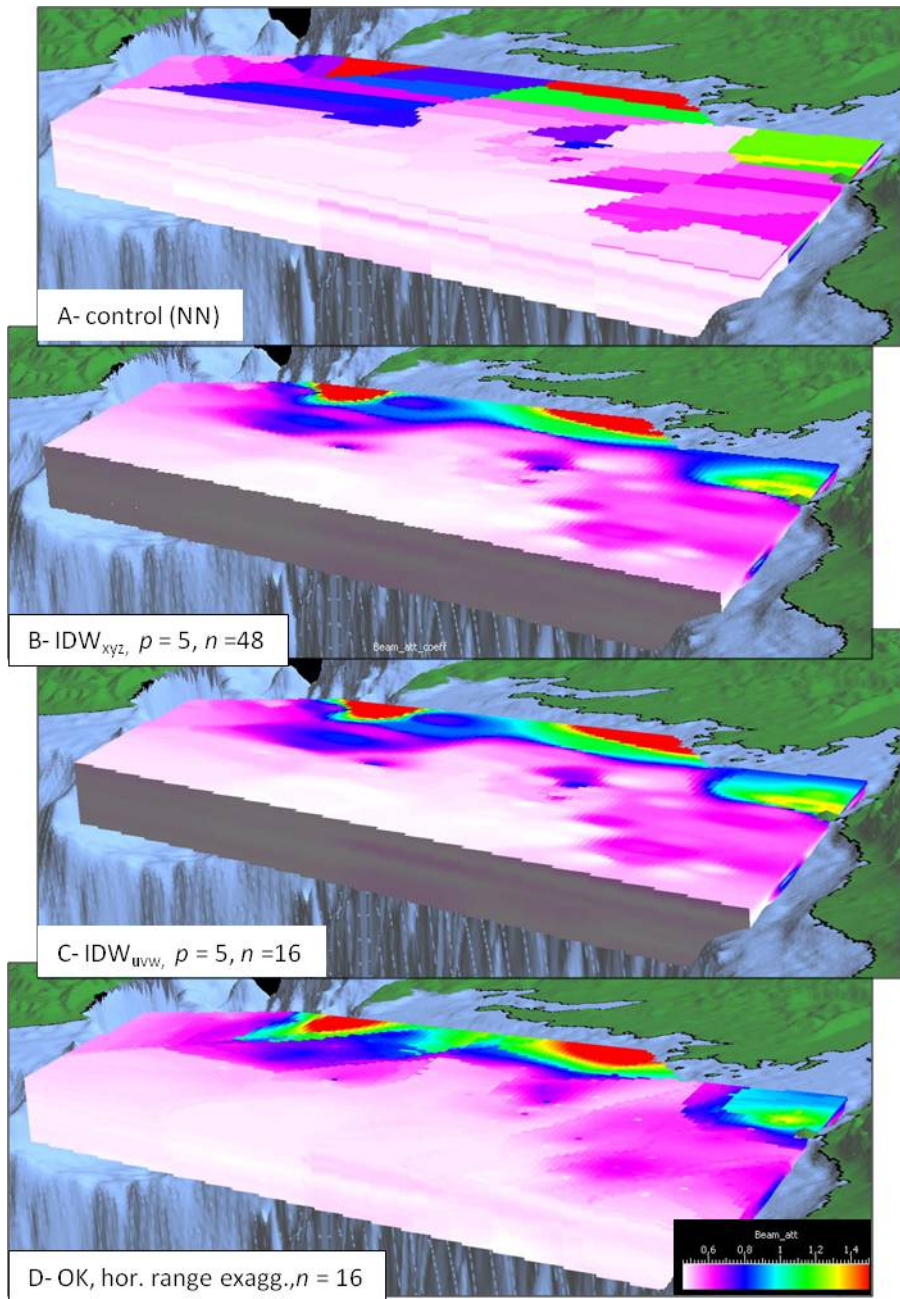 A- control (NN)
B- IDWxyz, p = 5, n =48
Beam_att_coeff
C- IDWuvw, p = 5, n =16
D- OK, hor. range exagg.,n = 16
Beam_att
0,6 0,8 1 1,2 1,4